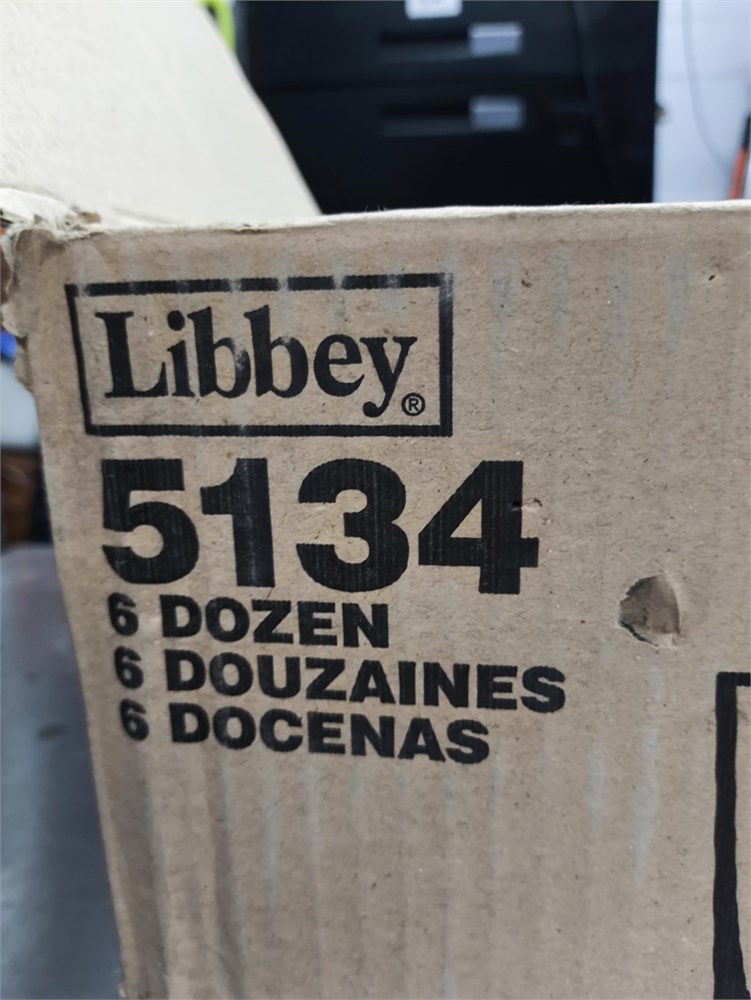 Libbey®
5134
6 DOZEN
6 DOUZAINES
6 DOCENAS